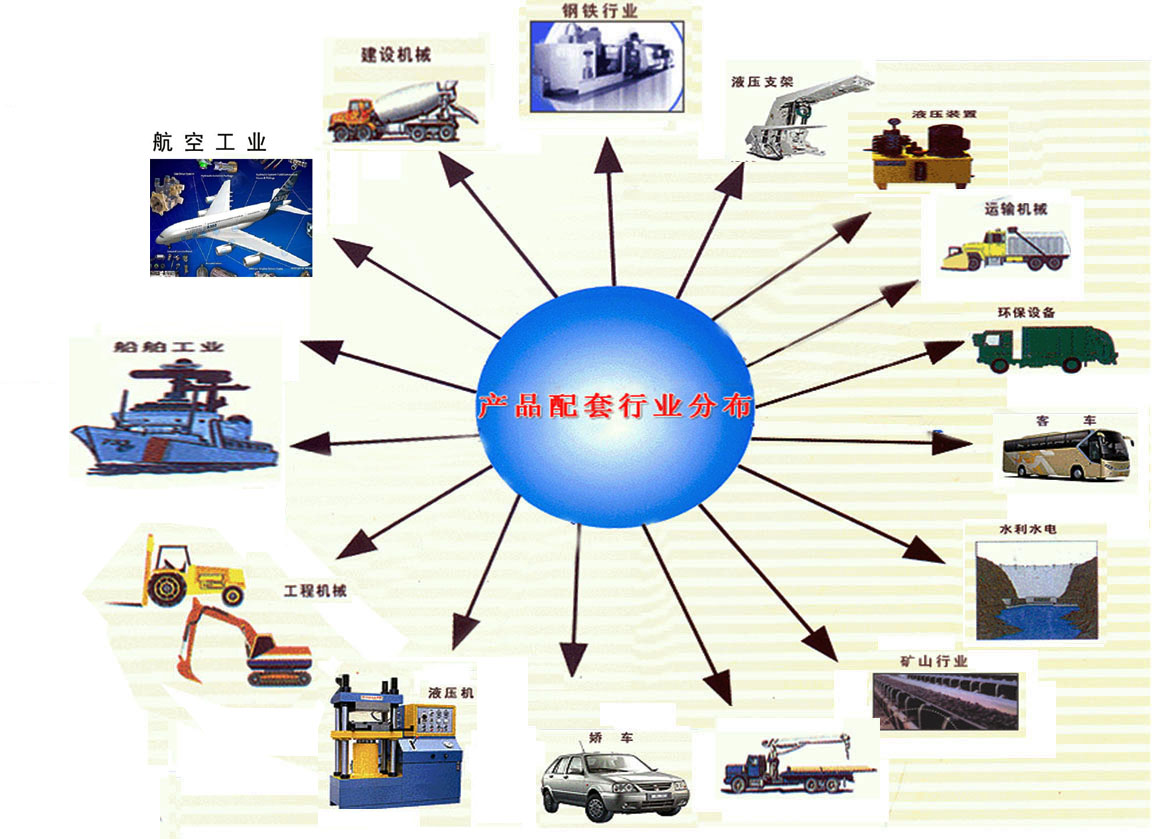 钢铁行业
建设机械
液压支架
液压装置
航空工业
运输机械
环保设备
船舶工业
产品配套行业分布
客车
水利水电
工程机械
矿山行业
液压机
矫车